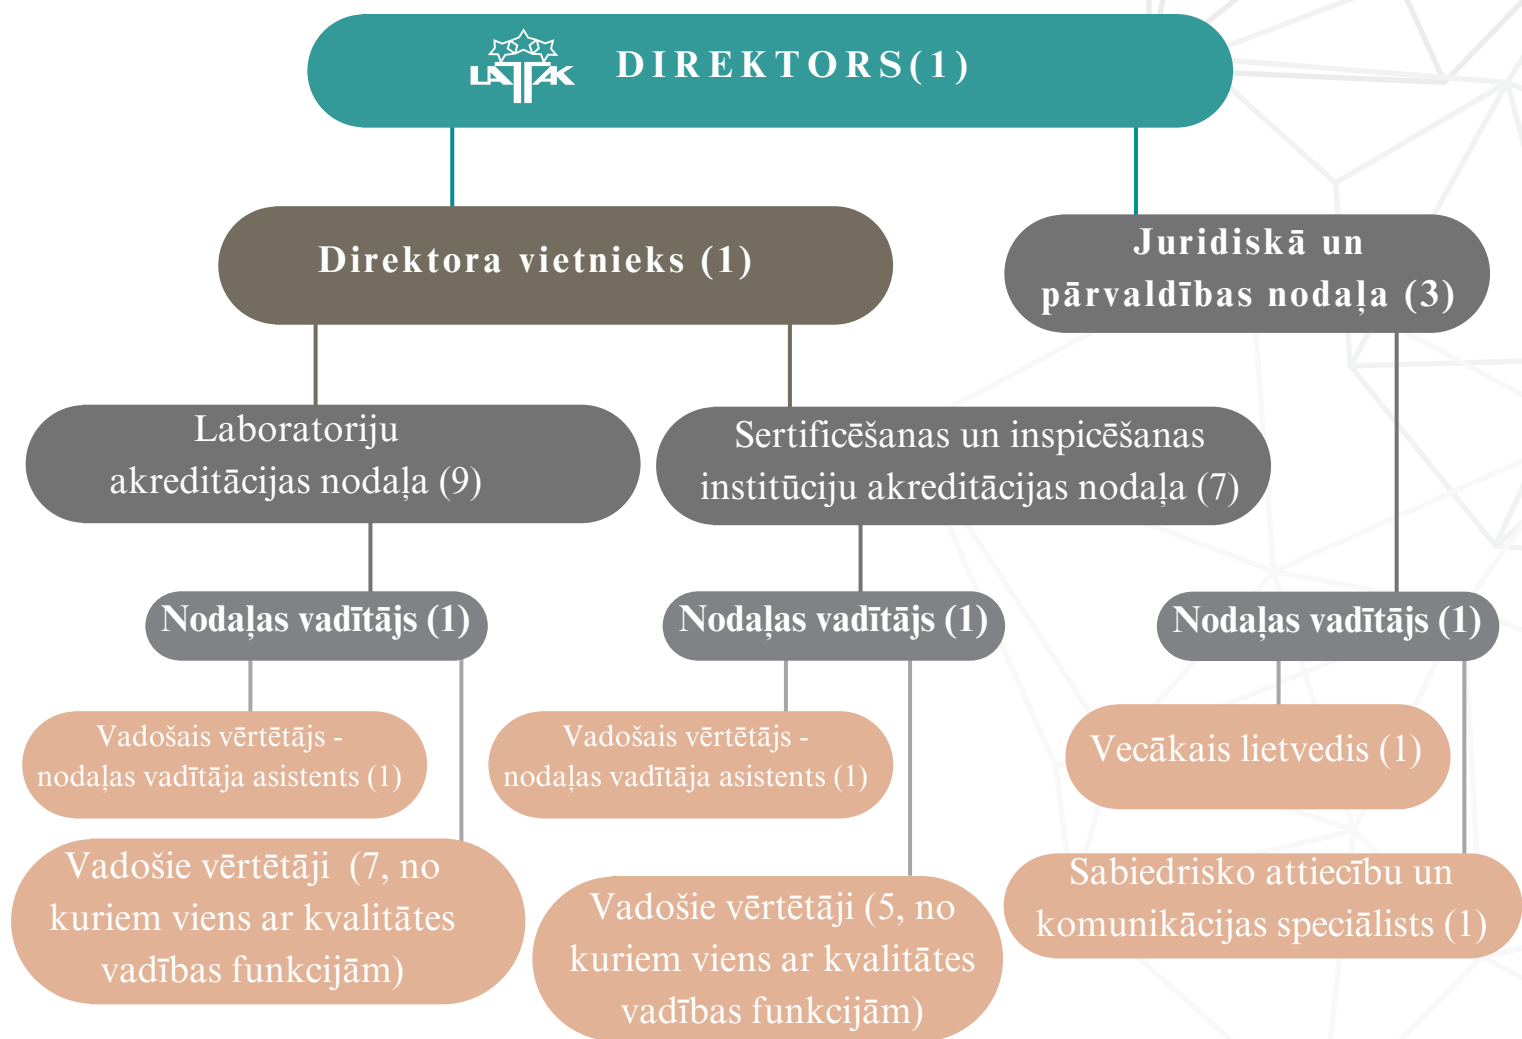 LATAK
DIREKTORS(1)
Direktora vietnieks (1)
Juridiskā un
pārvaldības nodaļa (3)
Laboratoriju
akreditācijas nodaļa (9)
Sertificēšanas un inspicēšanas
institūciju akreditācijas nodaļa (7)
Nodaļas vadītājs (1)
Nodaļas vadītājs (1)
Nodaļas vadītājs (1)
Vadošais vērtētājs -
nodaļas vadītāja asistents (1)
Vadošais vērtētājs -
nodaļas vadītāja asistents (1)
Vecākais lietvedis (1)
Vadošie vērtētāji (7, no
kuriem viens ar kvalitātes
vadības funkcijām)
Vadošie vērtētāji (5, no
kuriem viens ar kvalitātes
vadības funkcijām)
Sabiedrisko attiecību un
komunikācijas speciālists (1)